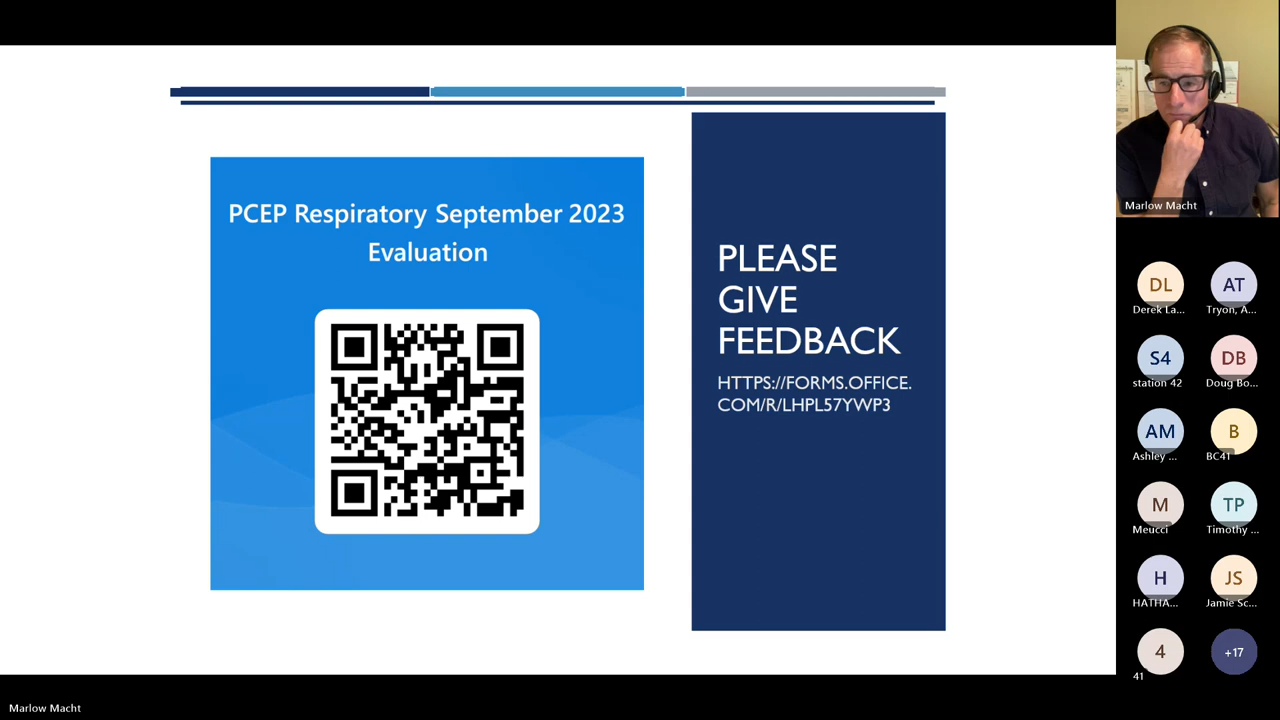 PCEP Respiratory September 2023
Evaluation
PLEASE
GIVE
FEEDBACK
HTTPS://FORMS.OFFICE.
COM/R/LHPL57YWP3
Marlow Macht
DL
AT
Derek La...
Tryon, A...
S4
DB
station 42
Doug Bo...
AM
B
Ashley ...
BC41
M
TP
Meucci
Timothy ...
H
JS
HATHA...
Jamie Sc...
4
+17
41
Marlow Macht